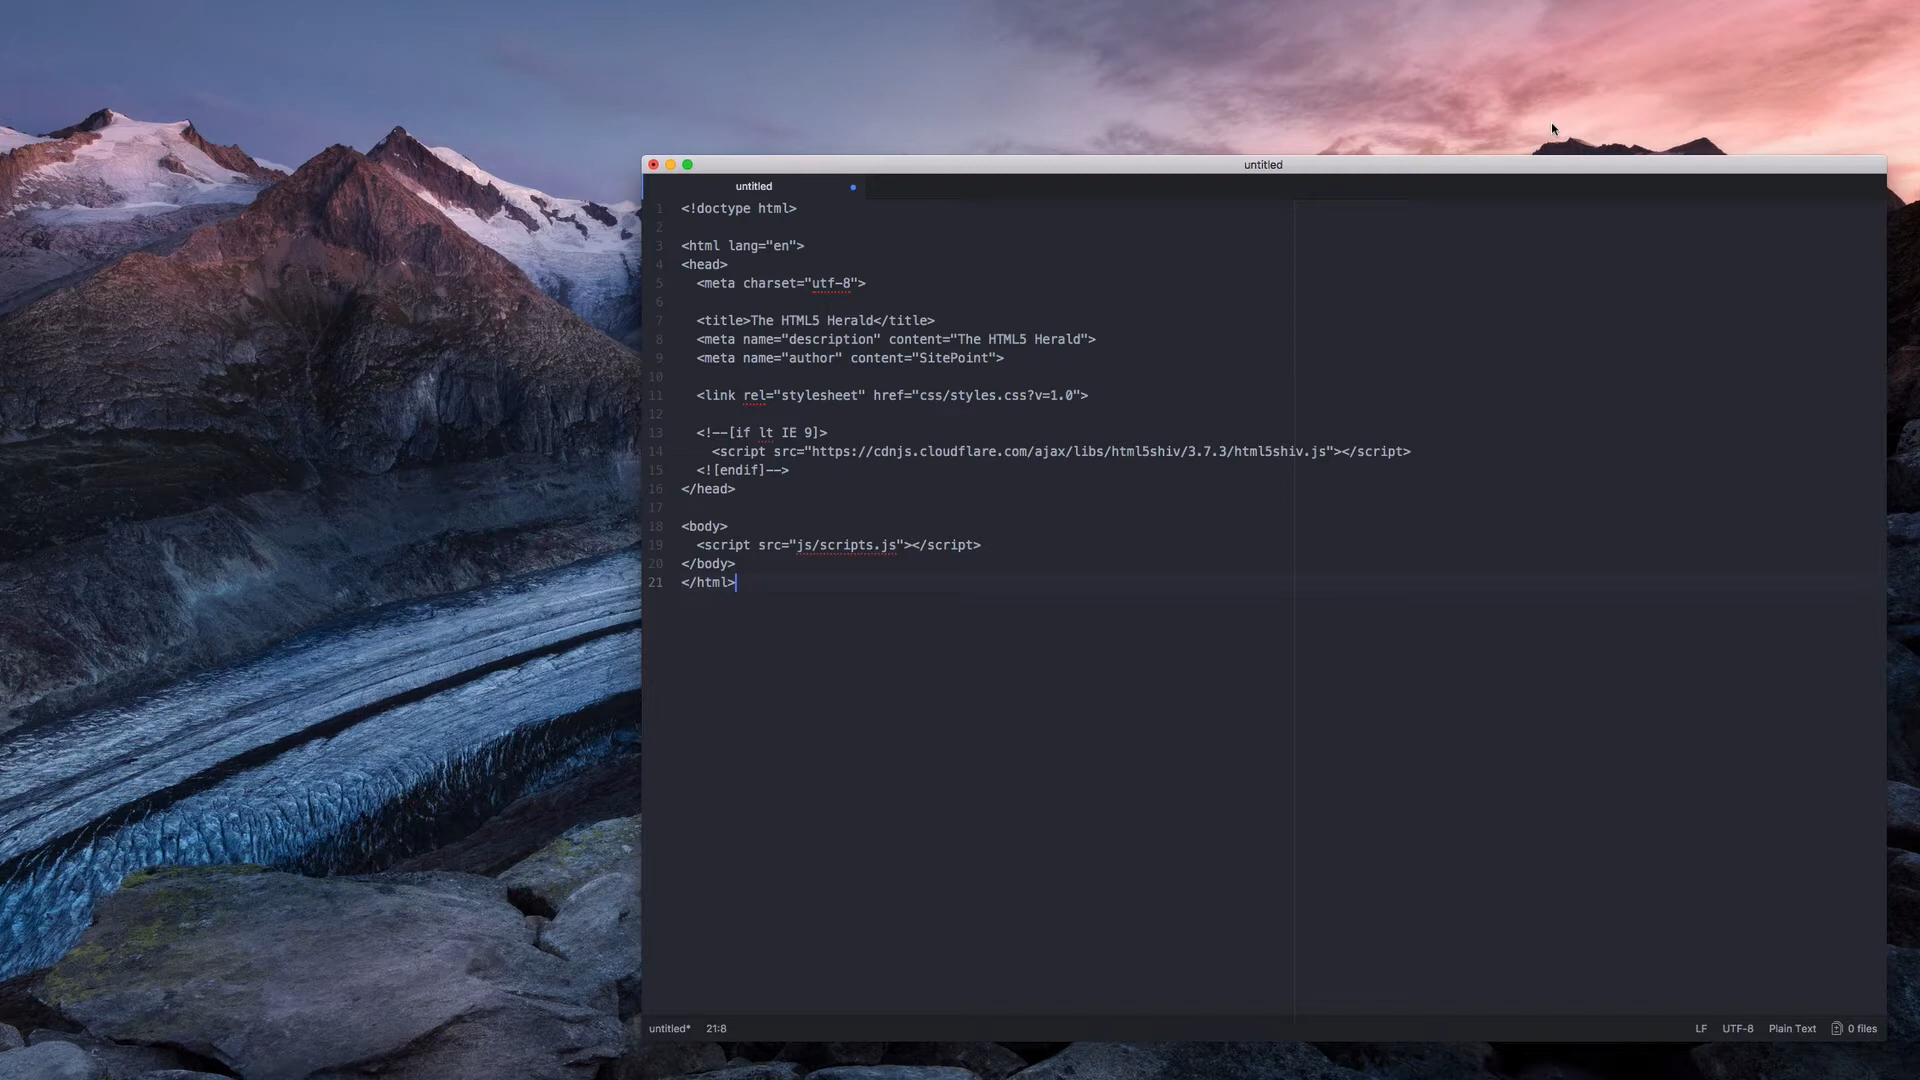 untitled
untitled
1 <!doctype html>
2
3 <html lang="en">
4 <head>
5 <meta charset="utf-8">
6
7 <title>The HTML5 Herald</title>
8 <meta name="description" content="The HTML5 Herald">
9 <meta name="author" content="SitePoint">
10
11 <link rel="stylesheet" href="css/styles.css?v=1.0">
12
13 <!--[if lt IE 9]>
14 <script src="https://cdnjs.cloudflare.com/ajax/libs/html5shiv/3.7.3/html5shiv.js"></script>
15 <![endif]-->
16 </head>
17
18 <body>
19 <script src="js/scripts.js"></script>
20 </body>
21 </html>
untitled* 21:8 LF UTF-8 Plain Text 0 files